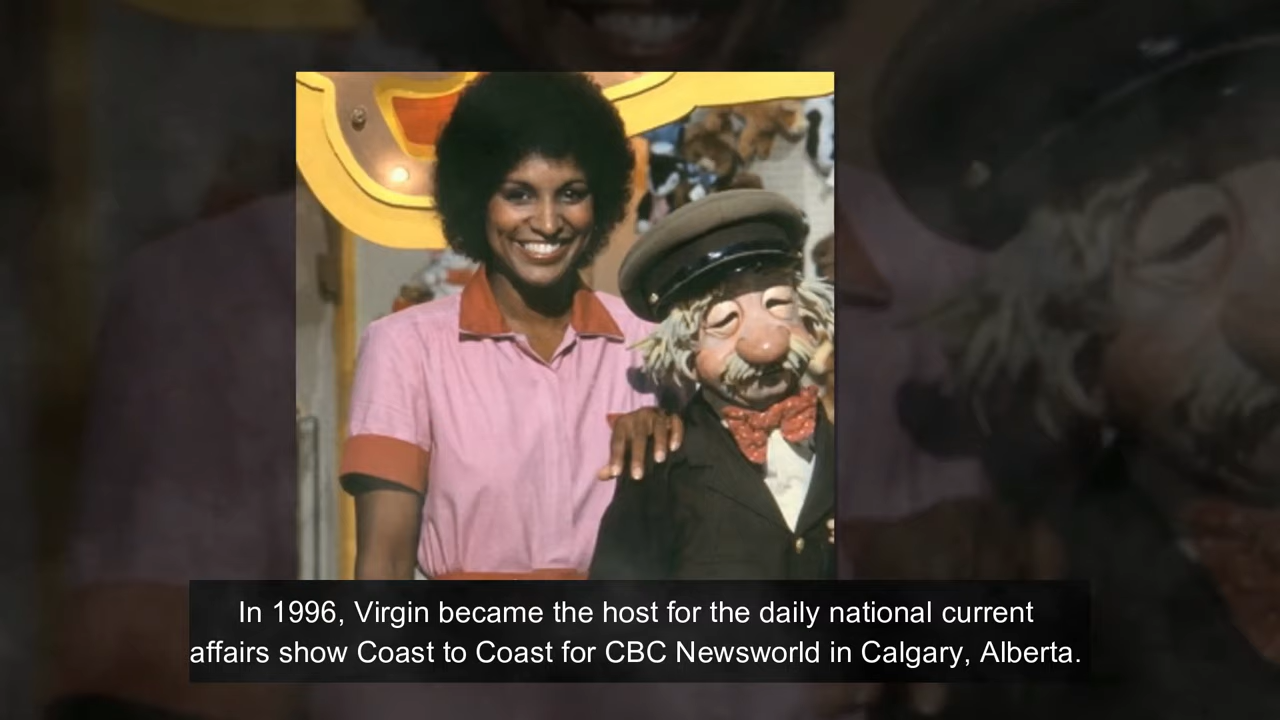 In 1996, Virgin became the host for the daily national current
affairs show Coast to Coast for CBC Newsworld in Calgary, Alberta.